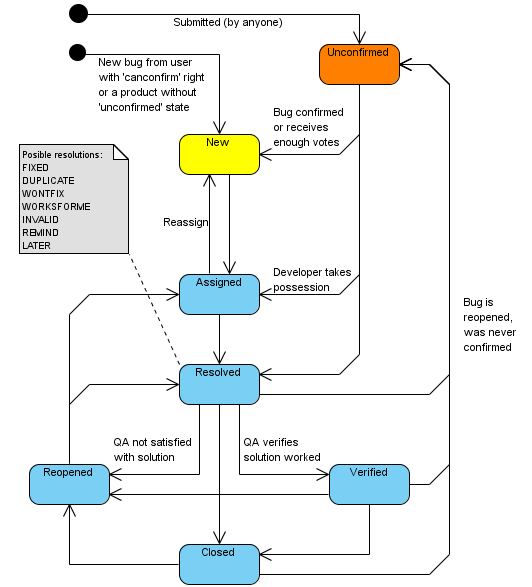 Submitted (by anyone)
Unconfirmed
New bug from user
with 'canconfirm' right
or a product without
'unconfirmed' state
Bug confirmed
or receives
enough votes
New
Posible resolutions:
FIXED
DUPLICATE
WONTFIX
WORKSFORME
INVALID
REMIND
LATER
Reassign
Developer takes
possession
Assigned
Bug is
reopened,
was never
confirmed
Resolved
QA not satisfied
with solution
QA verifies
solution worked
Reopened
Verified
Closed